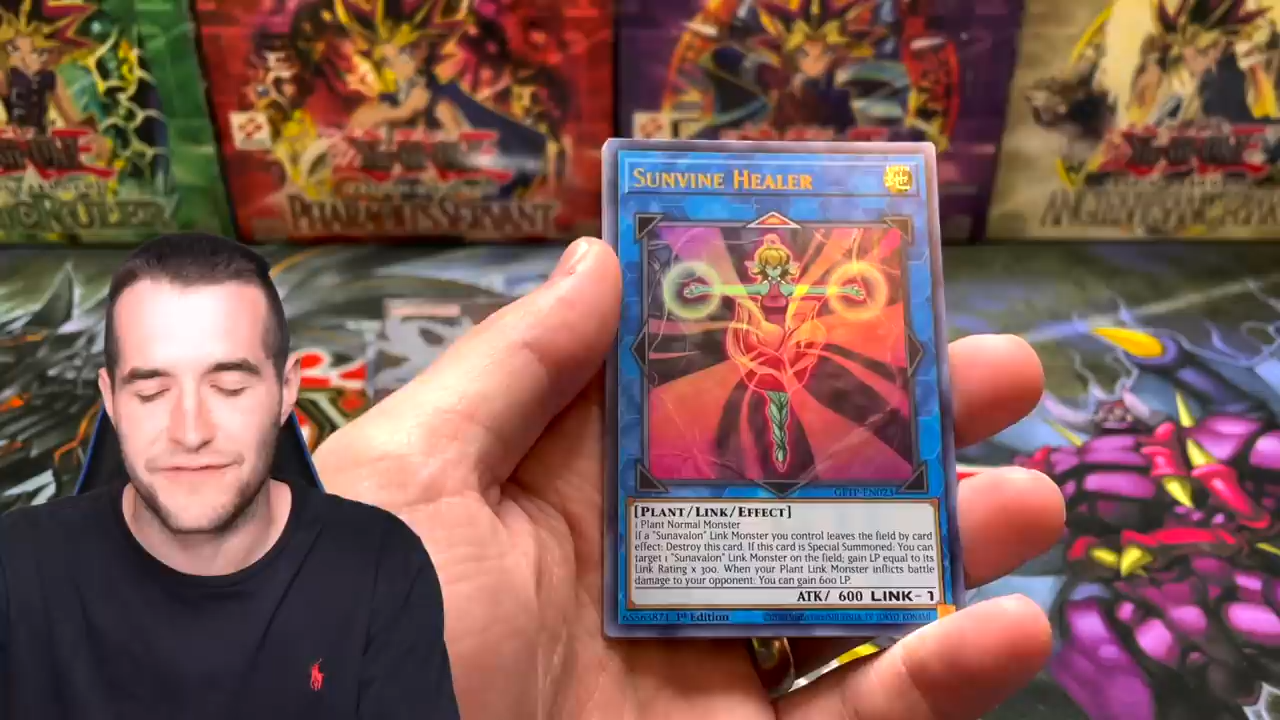 PHARAOH'S SERVANT
SUNVINE HEALER
GFTP-EN023
[PLANT/LINK/EFFECT]
1 Plant Normal Monster
If a "Sunavalon" Link Monster you control leaves the field by card
effect: Destroy this card. If this card is Special Summoned: You can
target 1 "Sunavalon" Link Monster on the field; gain LP equal to its
Link Rating x 300. When your Plant Link Monster inflicts battle
damage to your opponent: You can gain 600 LP.
ATK/ 600 LINK-1
1st Edition